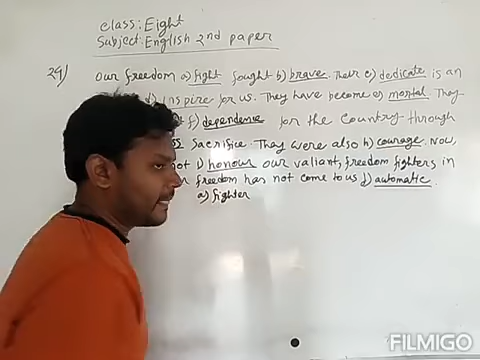 Class: Eight
Subject: English 2nd paper
29) Our freedom a) fight fought b) brave. Their c) dedicate is an
d) inspire for us. They have become e) mortal They
f) dependence for the country through
sacrifice. They were also h) courage. Now,
not i) honour our valiant freedom fighters in
freedom has not come to us j) automatic.
a) fighter
FILMIGO